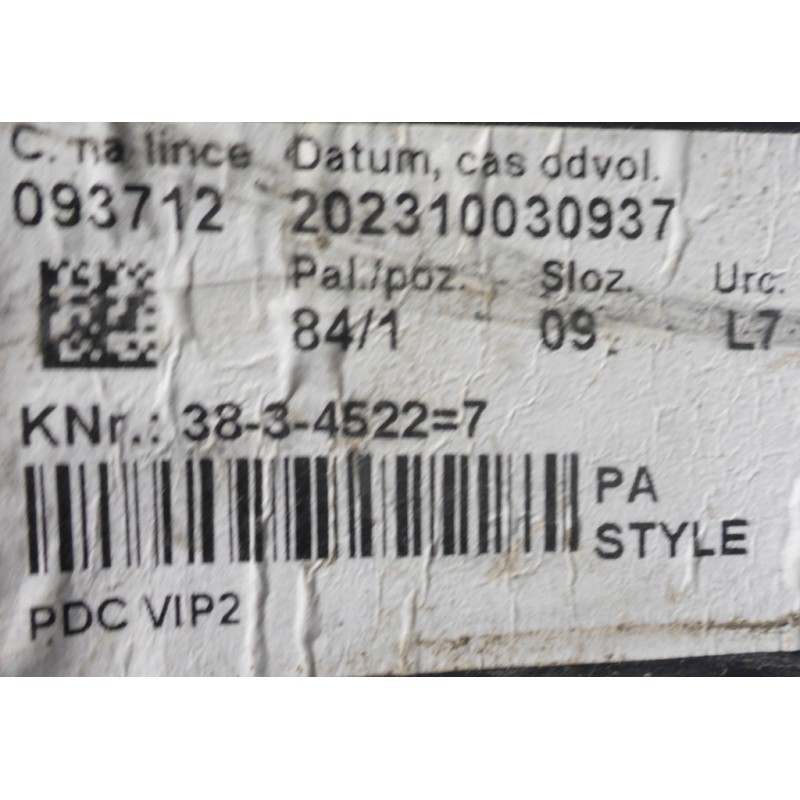 C. na lince Datum, cas odvol.
093712 202310030937
Pal./poz. Sloz. Urc.
84/1 09 L7
KNr.: 38-3-4522=7
PA
STYLE
PDC VIP2